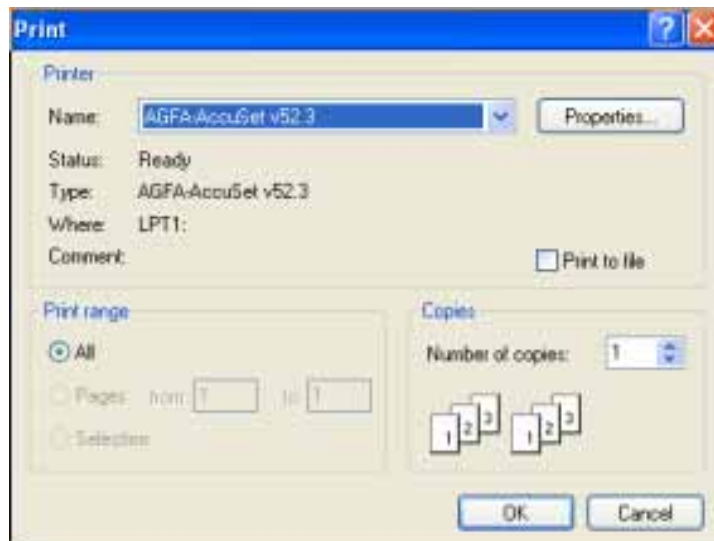 Print
Printer
Name: AGFA-AccuSet v52.3 Properties...
Status: Ready
Type: AGFA-AccuSet v52.3
Where: LPT1:
Comment:
Print to file
Print range
All
Pages from 1 to 1
Selection
Copies
Number of copies: 1
1 2 3 1 2 3
OK Cancel